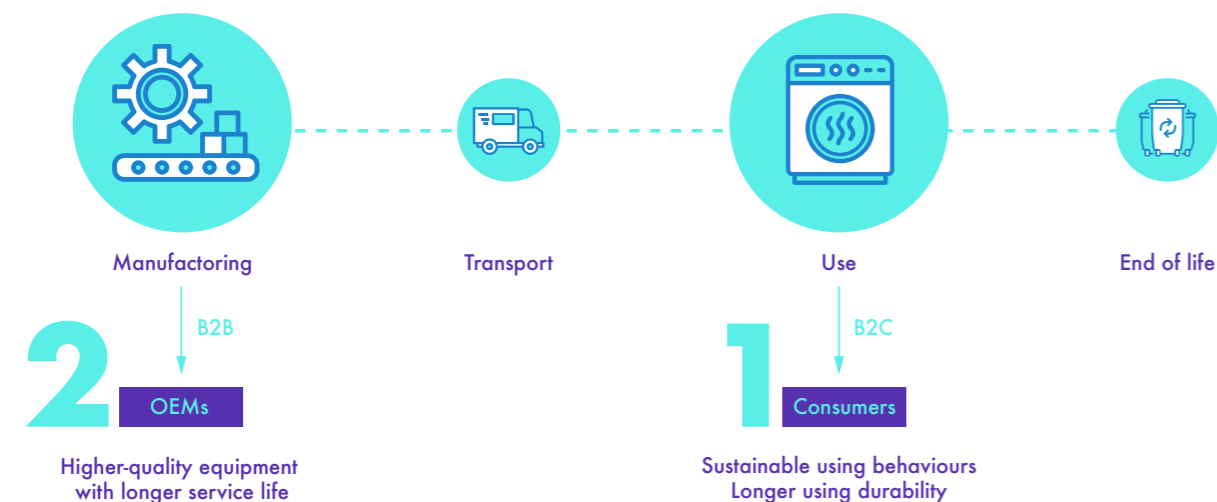 Manufactoring
Transport
Use
End of life
B2B
B2C
2
OEMs
1
Consumers
Higher-quality equipment
with longer service life
Sustainable using behaviours
Longer using durability